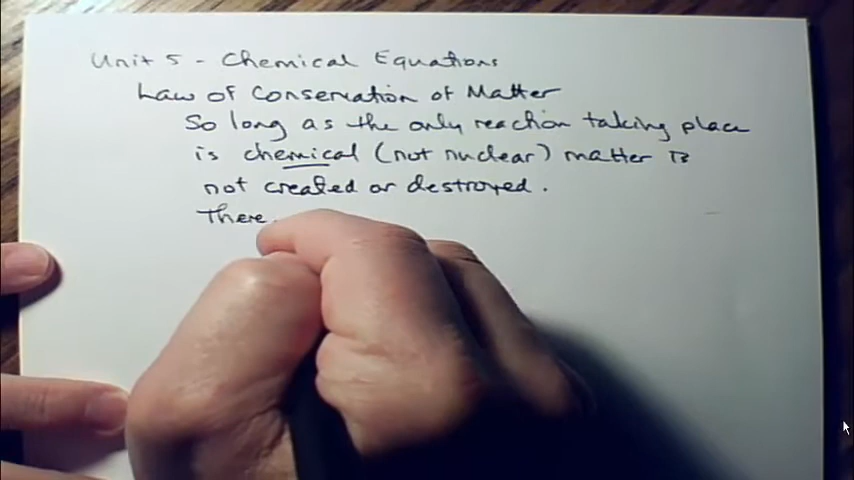 Unit 5 - Chemical Equations
Law of Conservation of Matter
So long as the only reaction taking place
is chemical (not nuclear) matter is
not created or destroyed.
There